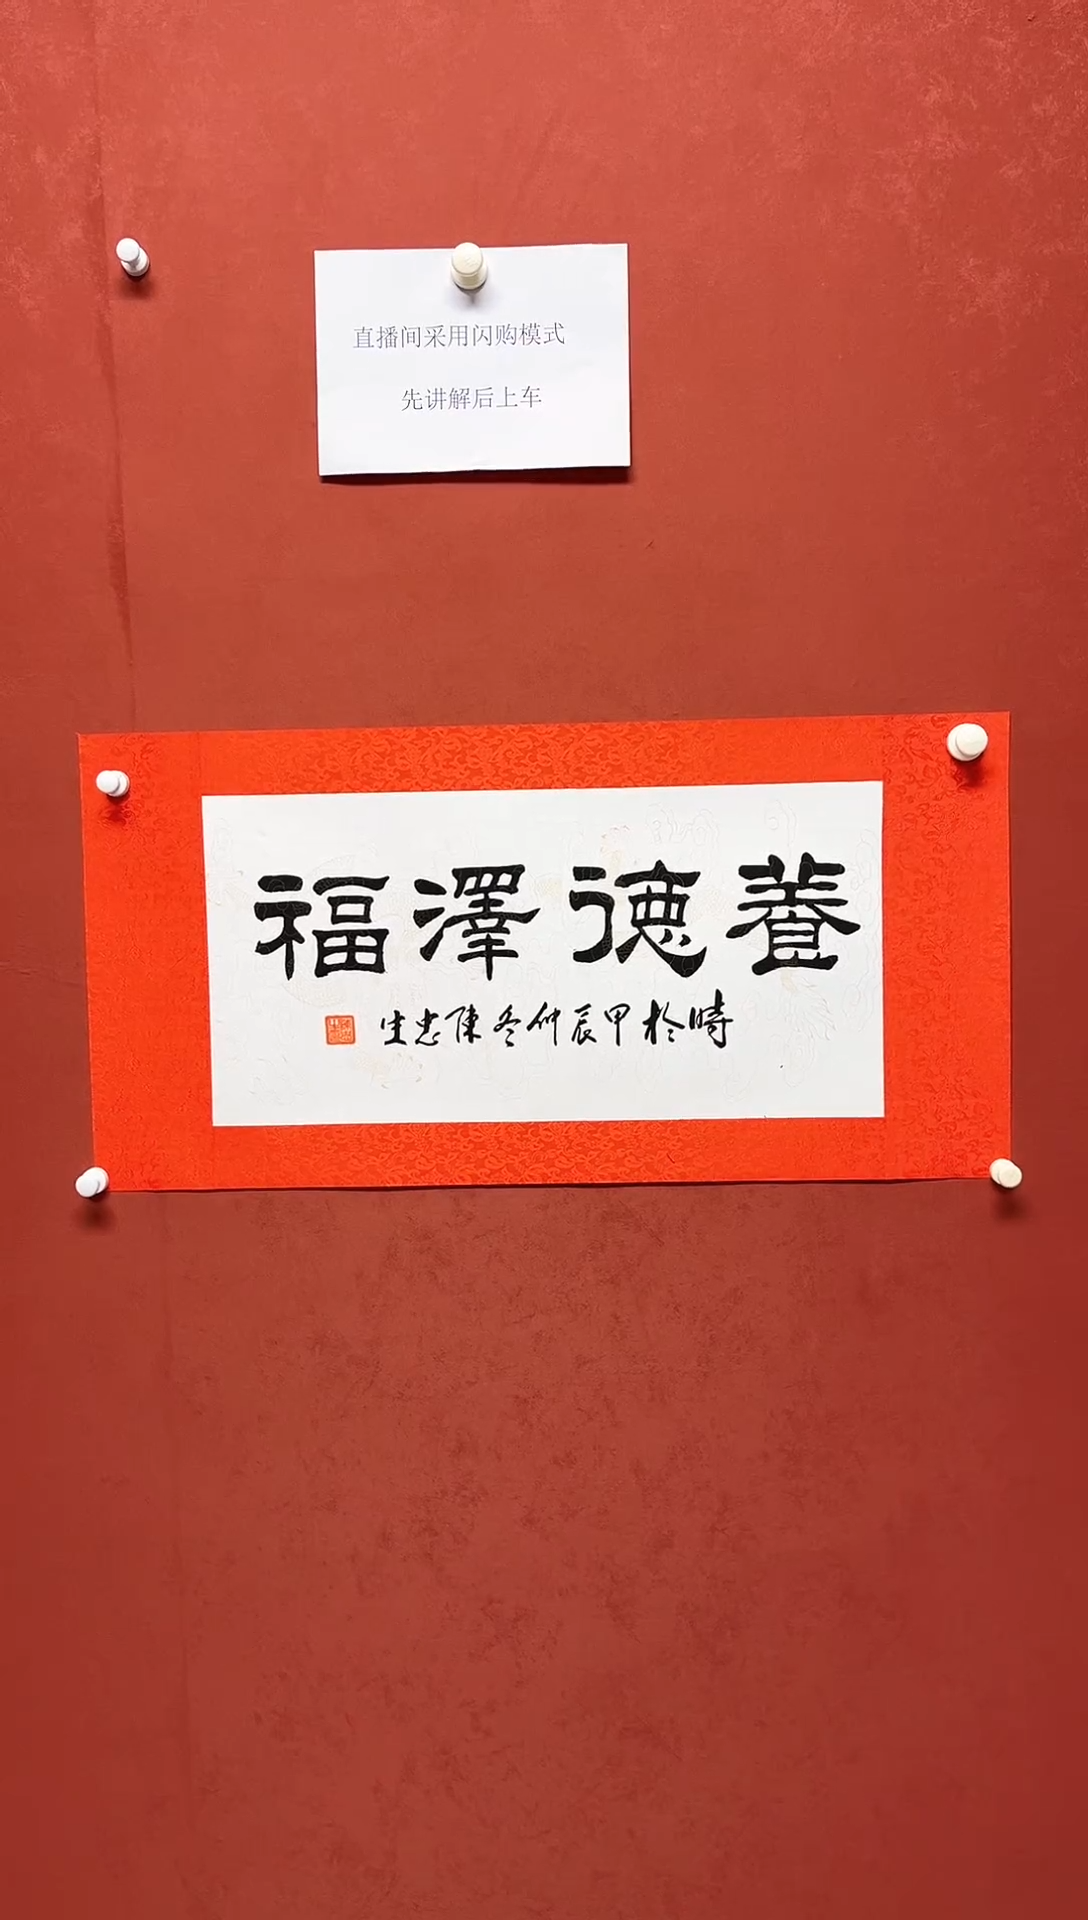 直播间采用闪购模式
先讲解后上车
養德澤福
時於甲辰仲冬陳忠生